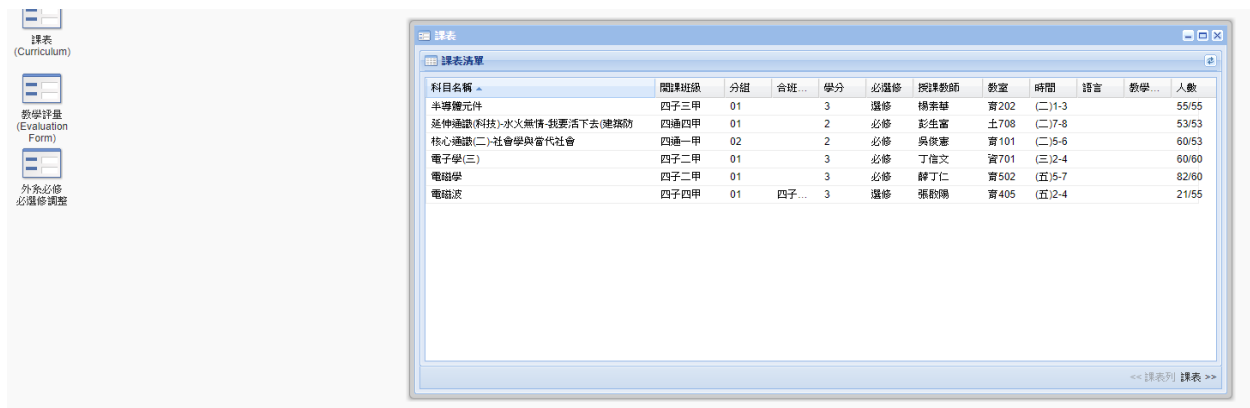 課表
(Curriculum)
教學評量
(Evaluation
Form)
外系必修
必選修調整
課表
課表清單
科目名稱 開課班級 分組 合班... 學分 必選修 授課教師 教室 時間 語言 教學... 人數
半導體元件 四子三甲 01 3 選修 楊素華 育202 (二)1-3 55/55
延伸通識(科技)-水火無情-我要活下去(建築防 四通四甲 01 2 必修 彭生富 土708 (二)7-8 53/53
核心通識(二)-社會學與當代社會 四通一甲 02 2 必修 吳俊憲 育101 (二)5-6 60/53
電子學(三) 四子二甲 01 3 必修 丁信文 資701 (三)2-4 60/60
電磁學 四子二甲 01 3 必修 薛丁仁 育502 (五)5-7 82/60
電磁波 四子四甲 01 四子... 3 選修 張啟陽 育405 (五)2-4 21/55
<< 課表列 課表 >>